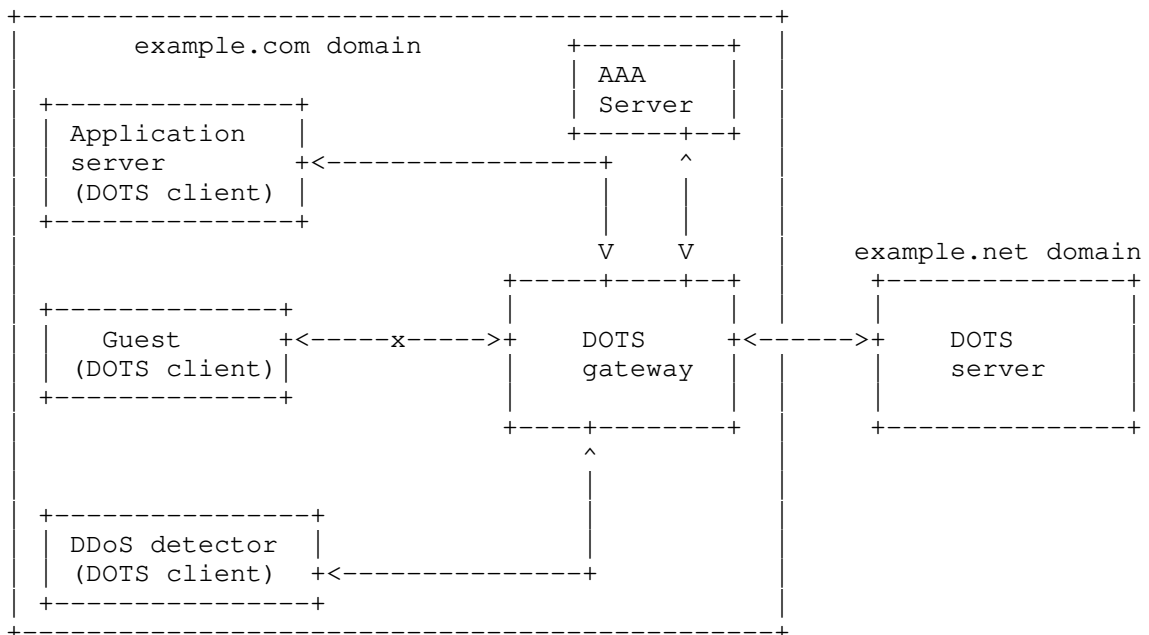 example.com domain
AAA
Server
Application
server
(DOTS client)
example.net domain
Guest
(DOTS client)
x
DOTS
gateway
DOTS
server
DDoS detector
(DOTS client)